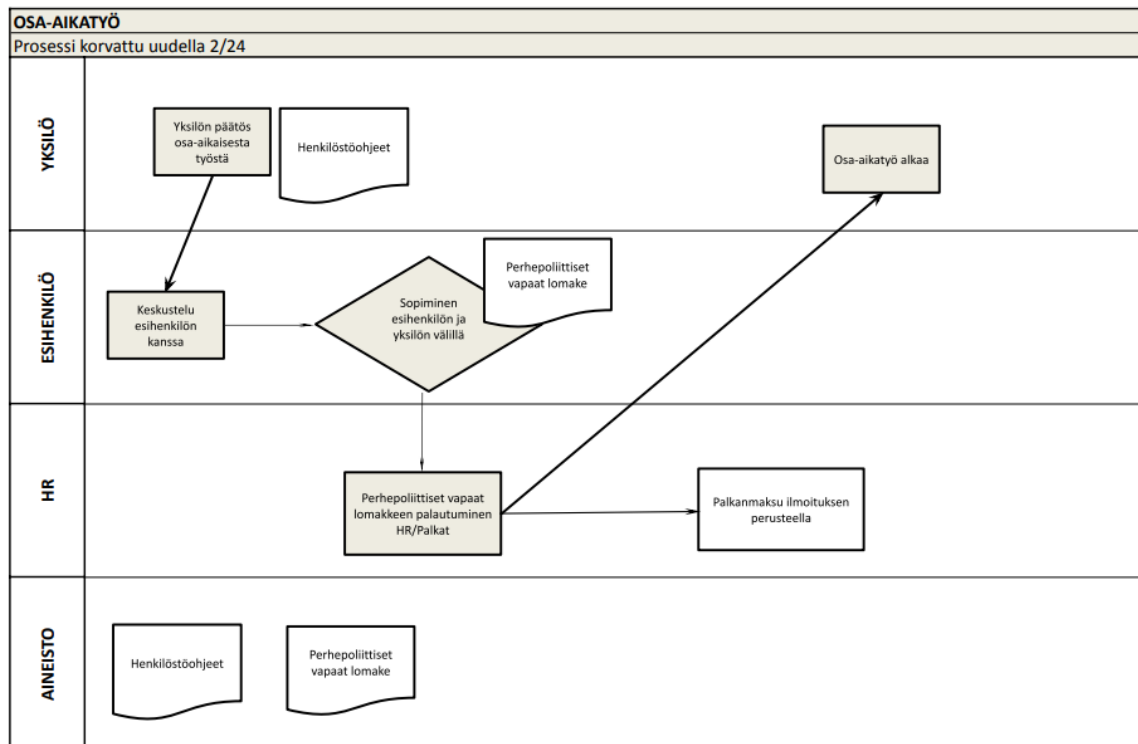 OSA-AIKATYÖ
Prosessi korvattu uudella 2/24
YKSILÖ
Yksilön päätös
osa-aikaisesta
työstä
Henkilöstöohjeet
Osa-aikatyö alkaa
ESIHENKILÖ
Keskustelu
esihenkilön
kanssa
Sopiminen
esihenkilön ja
yksilön välillä
Perhepoliittiset
vapaat lomake
HR
Perhepoliittiset vapaat
lomakkeen palautuminen
HR/Palkat
Palkanmaksu ilmoituksen
perusteella
AINEISTO
Henkilöstöohjeet
Perhepoliittiset
vapaat lomake